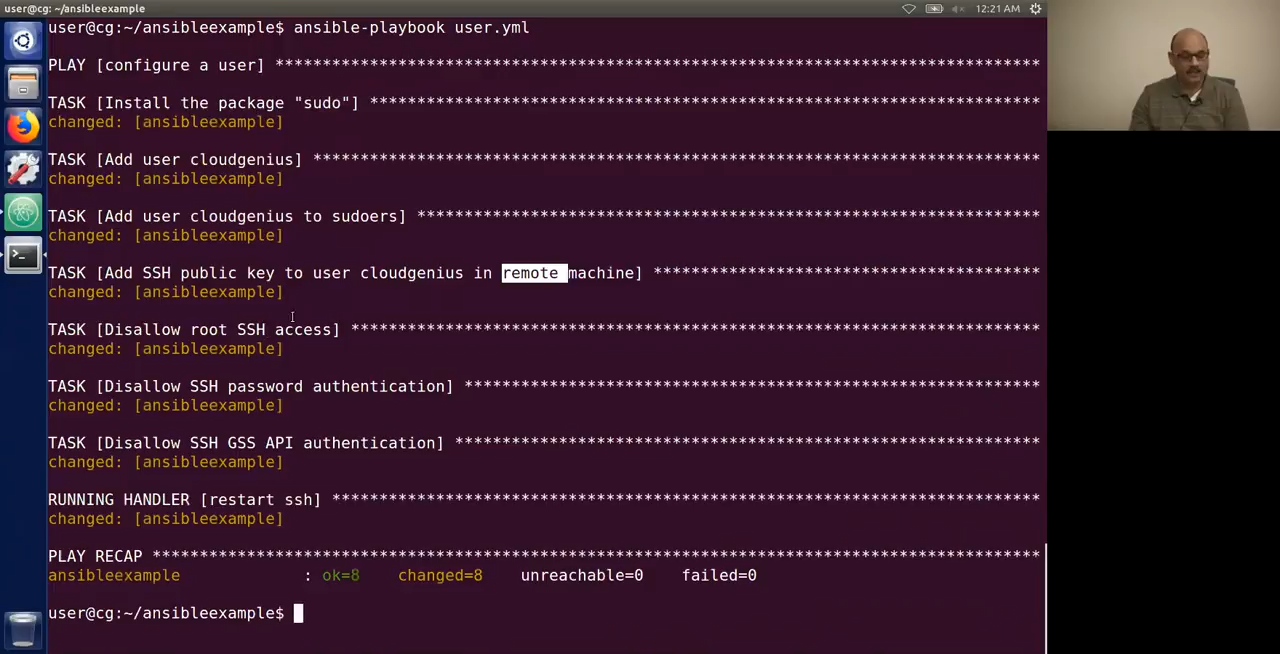 user@cg: ~/ansibleexample
12:21 AM
user@cg:~/ansibleexample$ ansible-playbook user.yml
PLAY [configure a user] *********************************************************************************
TASK [Install the package "sudo"] ***********************************************************************
changed: [ansibleexample]
TASK [Add user cloudgenius] *****************************************************************************
changed: [ansibleexample]
TASK [Add user cloudgenius to sudoers] ******************************************************************
changed: [ansibleexample]
TASK [Add SSH public key to user cloudgenius in remote machine] *****************************************
changed: [ansibleexample]
TASK [Disallow root SSH access] *************************************************************************
changed: [ansibleexample]
TASK [Disallow SSH password authentication] *************************************************************
changed: [ansibleexample]
TASK [Disallow SSH GSS API authentication] **************************************************************
changed: [ansibleexample]
RUNNING HANDLER [restart ssh] ***************************************************************************
changed: [ansibleexample]
PLAY RECAP **********************************************************************************************
ansibleexample : ok=8 changed=8 unreachable=0 failed=0
user@cg:~/ansibleexample$